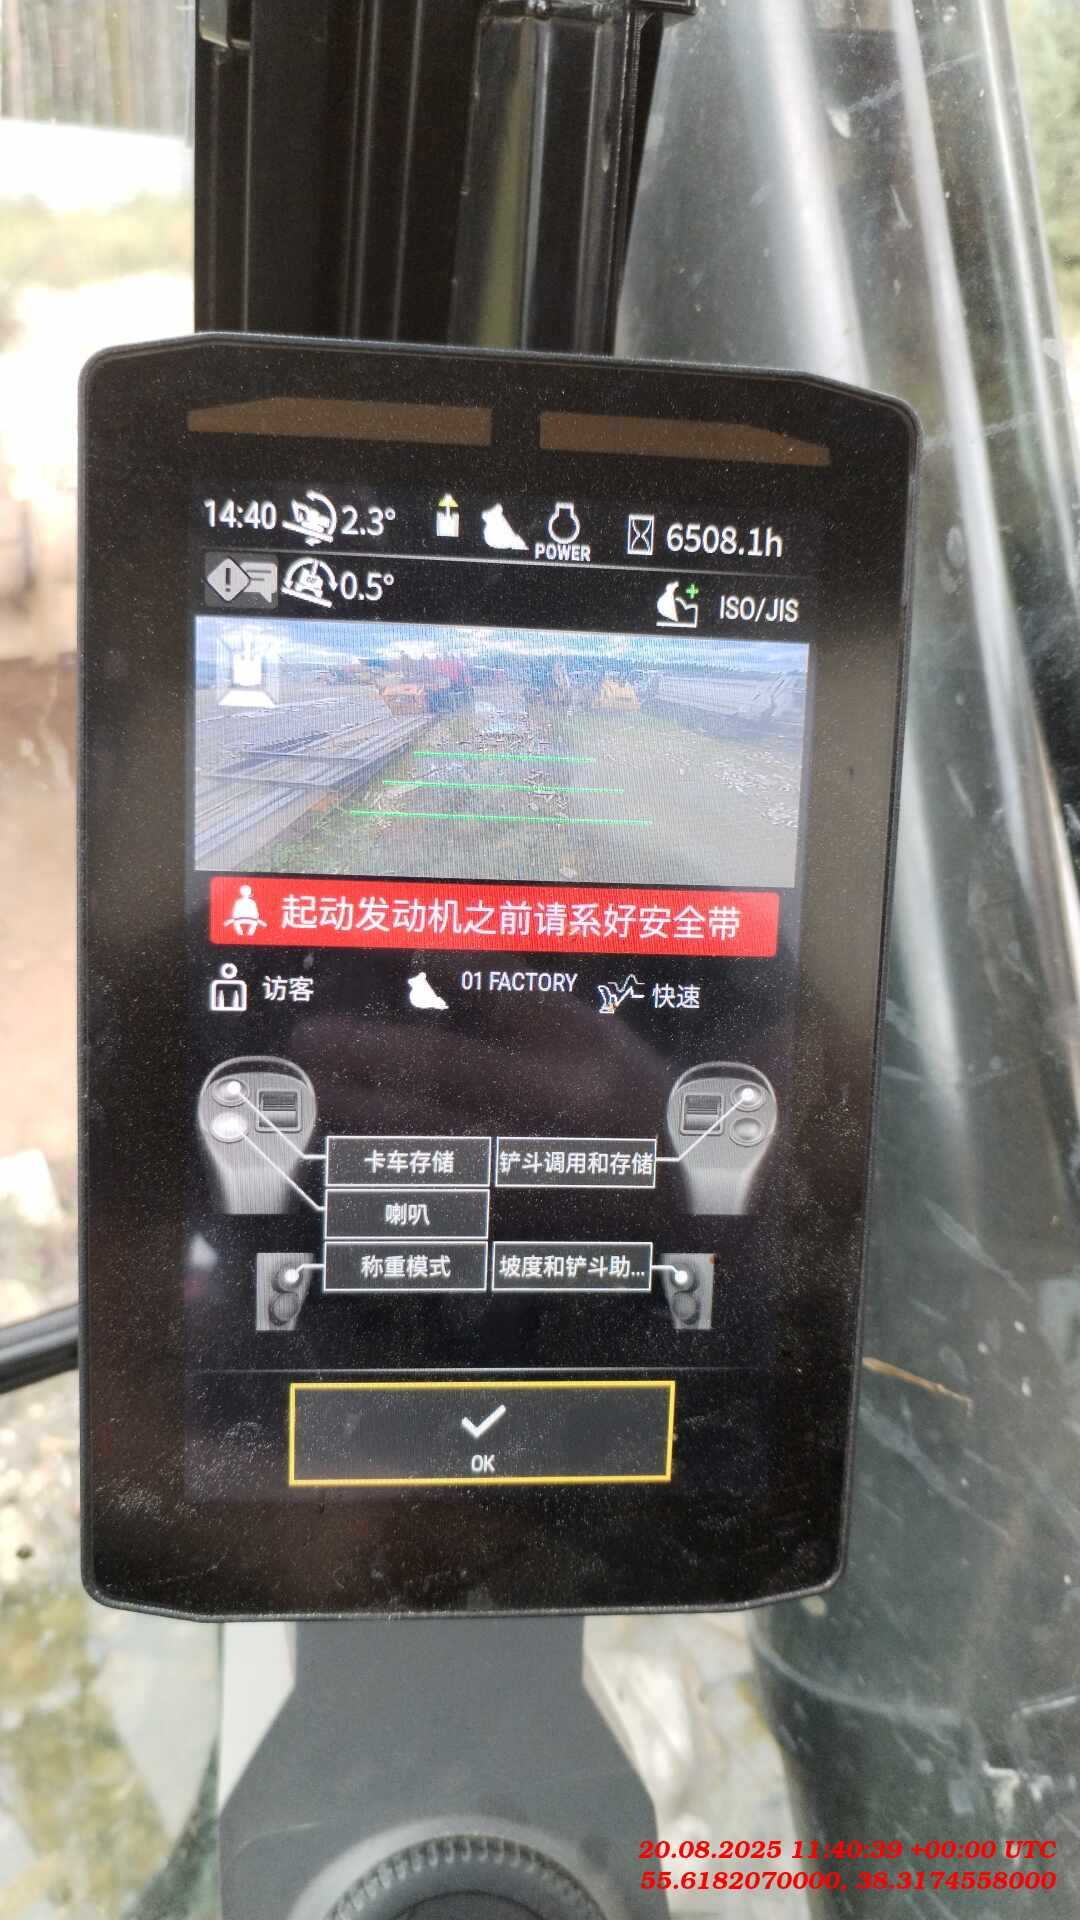 14:40 2.3° POWER 6508.1h
0.5° ISO/JIS
起动发动机之前请系好安全带
访客 01 FACTORY 快速
卡车存储 铲斗调用和存储
喇叭
称重模式 坡度和铲斗助...
OK
20.08.2025 11:40:39 +00:00 UTC
55.6182070000, 38.3174558000